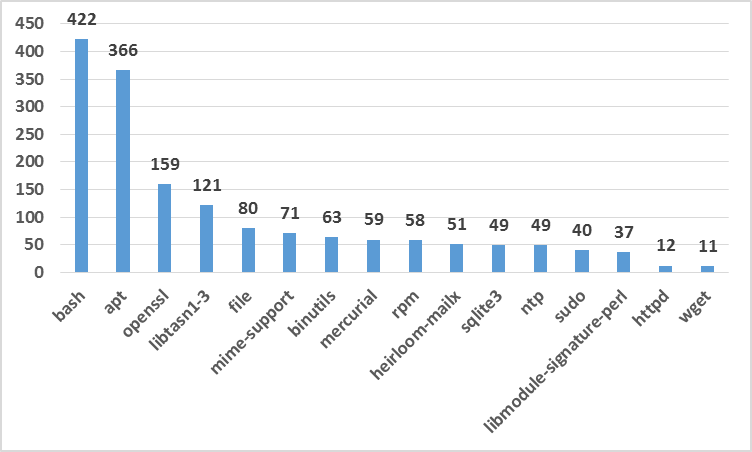 450
400
350
300
250
200
150
100
50
0
422
366
159
121
80
71
63
59
58
51
49
49
40
37
12
11
bash
apt
openssl
libtasn1-3
file
mime-support
binutils
mercurial
rpm
heirloom-mailx
sqlite3
ntp
sudo
libmodule-signature-perl
httpd
wget